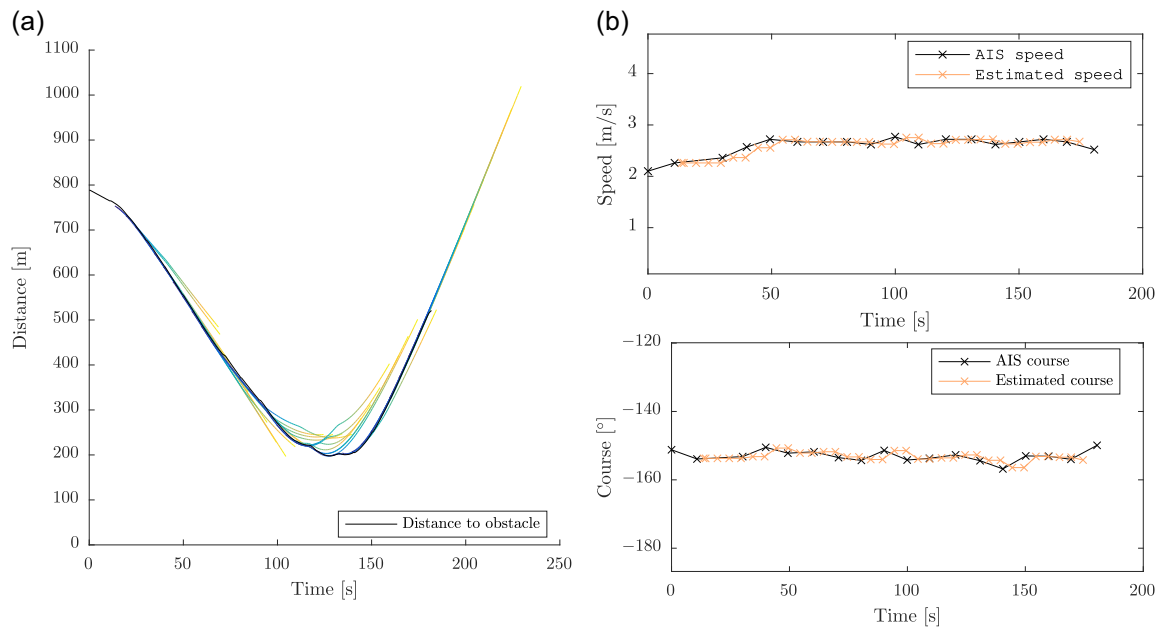 (a)
1100
1000
900
800
700
600
500
400
300
200
100
0
Distance [m]
0 50 100 150 200 250
Time [s]
Distance to obstacle
(b)
4
3
2
1
Speed [m/s]
AIS speed
Estimated speed
0 50 100 150 200
Time [s]
−120
−140
−160
−180
Course [°]
AIS course
Estimated course
0 50 100 150 200
Time [s]